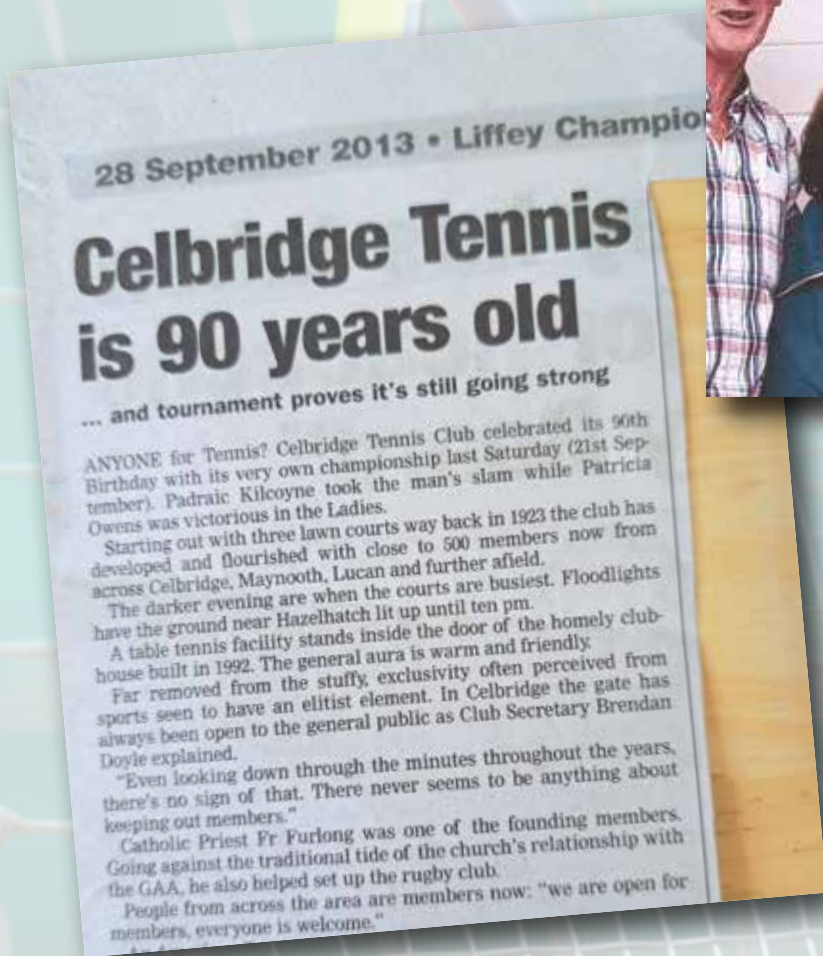 28 September 2013 • Liffey Champio
Celbridge Tennis
is 90 years old
... and tournament proves it's still going strong
ANYONE for Tennis? Celbridge Tennis Club celebrated its 90th
Birthday with its very own championship last Saturday (21st Sep-
tember). Padraic Kilcoyne took the man's slam while Patricia
Owens was victorious in the Ladies.
Starting out with three lawn courts way back in 1923 the club has
developed and flourished with close to 500 members now from
across Celbridge, Maynooth, Lucan and further afield.
The darker evening are when the courts are busiest. Floodlights
have the ground near Hazelhatch lit up until ten pm.
A table tennis facility stands inside the door of the homely club-
house built in 1992. The general aura is warm and friendly.
Far removed from the stuffy, exclusivity often perceived from
sports seen to have an elitist element. In Celbridge the gate has
always been open to the general public as Club Secretary Brendan
Doyle explained.
"Even looking down through the minutes throughout the years,
there's no sign of that. There never seems to be anything about
keeping out members."
Catholic Priest Fr Furlong was one of the founding members.
Going against the traditional tide of the church's relationship with
the GAA, he also helped set up the rugby club.
People from across the area are members now: "we are open for
members, everyone is welcome."